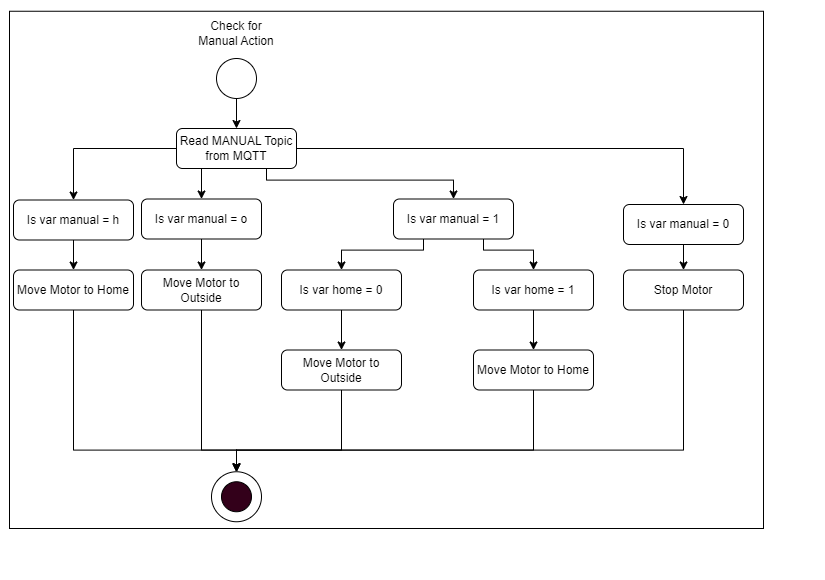 Check for
Manual Action
Read MANUAL Topic
from MQTT
Is var manual = h
Is var manual = o
Is var manual = 1
Is var manual = 0
Move Motor to Home
Move Motor to
Outside
Is var home = 0
Is var home = 1
Stop Motor
Move Motor to
Outside
Move Motor to Home